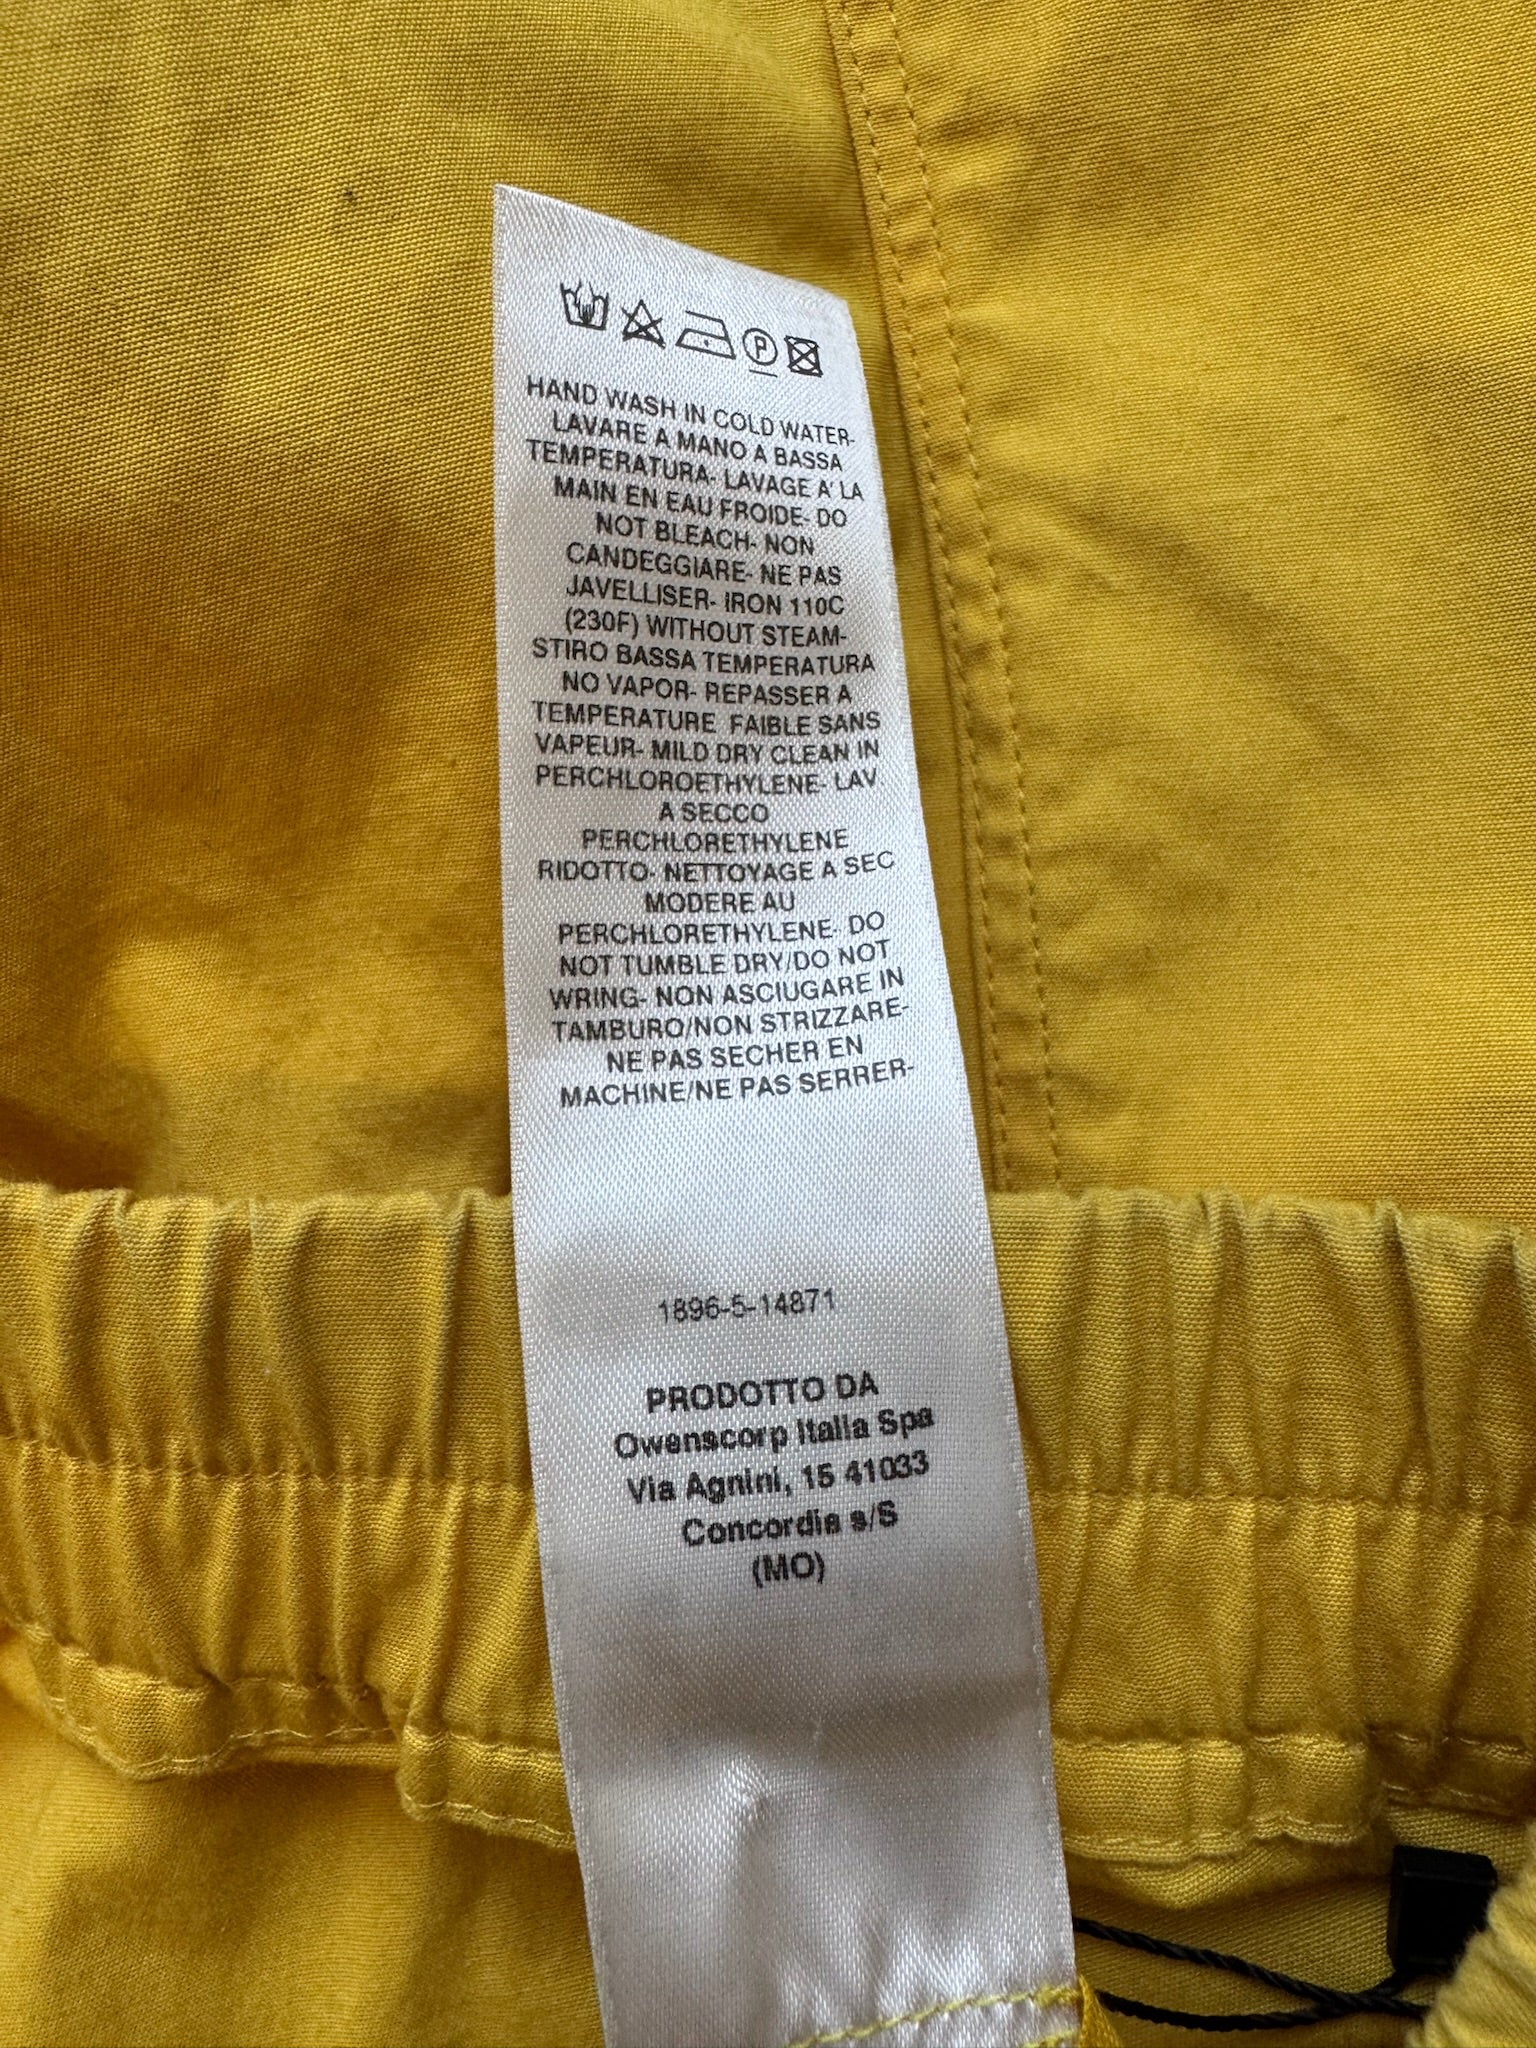 P
HAND WASH IN COLD WATER-
LAVARE A MANO A BASSA
TEMPERATURA- LAVAGE A' LA
MAIN EN EAU FROIDE- DO
NOT BLEACH- NON
CANDEGGIARE- NE PAS
JAVELLISER- IRON 110C
(230F) WITHOUT STEAM-
STIRO BASSA TEMPERATURA
NO VAPOR- REPASSER A
TEMPERATURE FAIBLE SANS
VAPEUR- MILD DRY CLEAN IN
PERCHLOROETHYLENE- LAV
A SECCO
PERCHLORETHYLENE
RIDOTTO- NETTOYAGE A SEC
MODERE AU
PERCHLORETHYLENE- DO
NOT TUMBLE DRY/DO NOT
WRING- NON ASCIUGARE IN
TAMBURO/NON STRIZZARE-
NE PAS SECHER EN
MACHINE/NE PAS SERRER-
1896-5-14871
PRODOTTO DA
Owenscorp Italia Spa
Via Agnini, 15 41033
Concordia s/S
(MO)